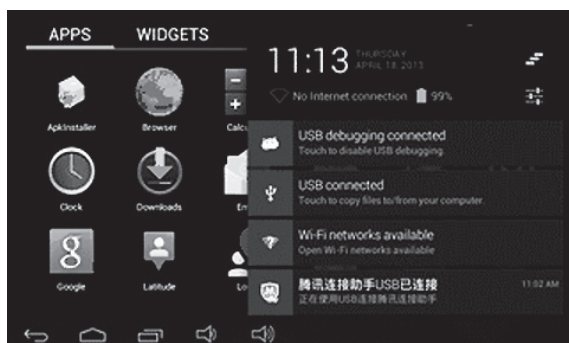 APPS WIDGETS
11:13 THURSDAY
APRIL 18, 2013
No Internet connection 99%
ApkInstaller Browser Calcu
USB debugging connected
Touch to disable USB debugging.
USB connected
Touch to copy files to/from your computer.
Clock Downloads Em
Wi-Fi networks available
Open Wi-Fi networks available
Google Latitude Lo
腾讯连接助手USB已连接 11:02 AM
正在使用USB连接腾讯连接助手